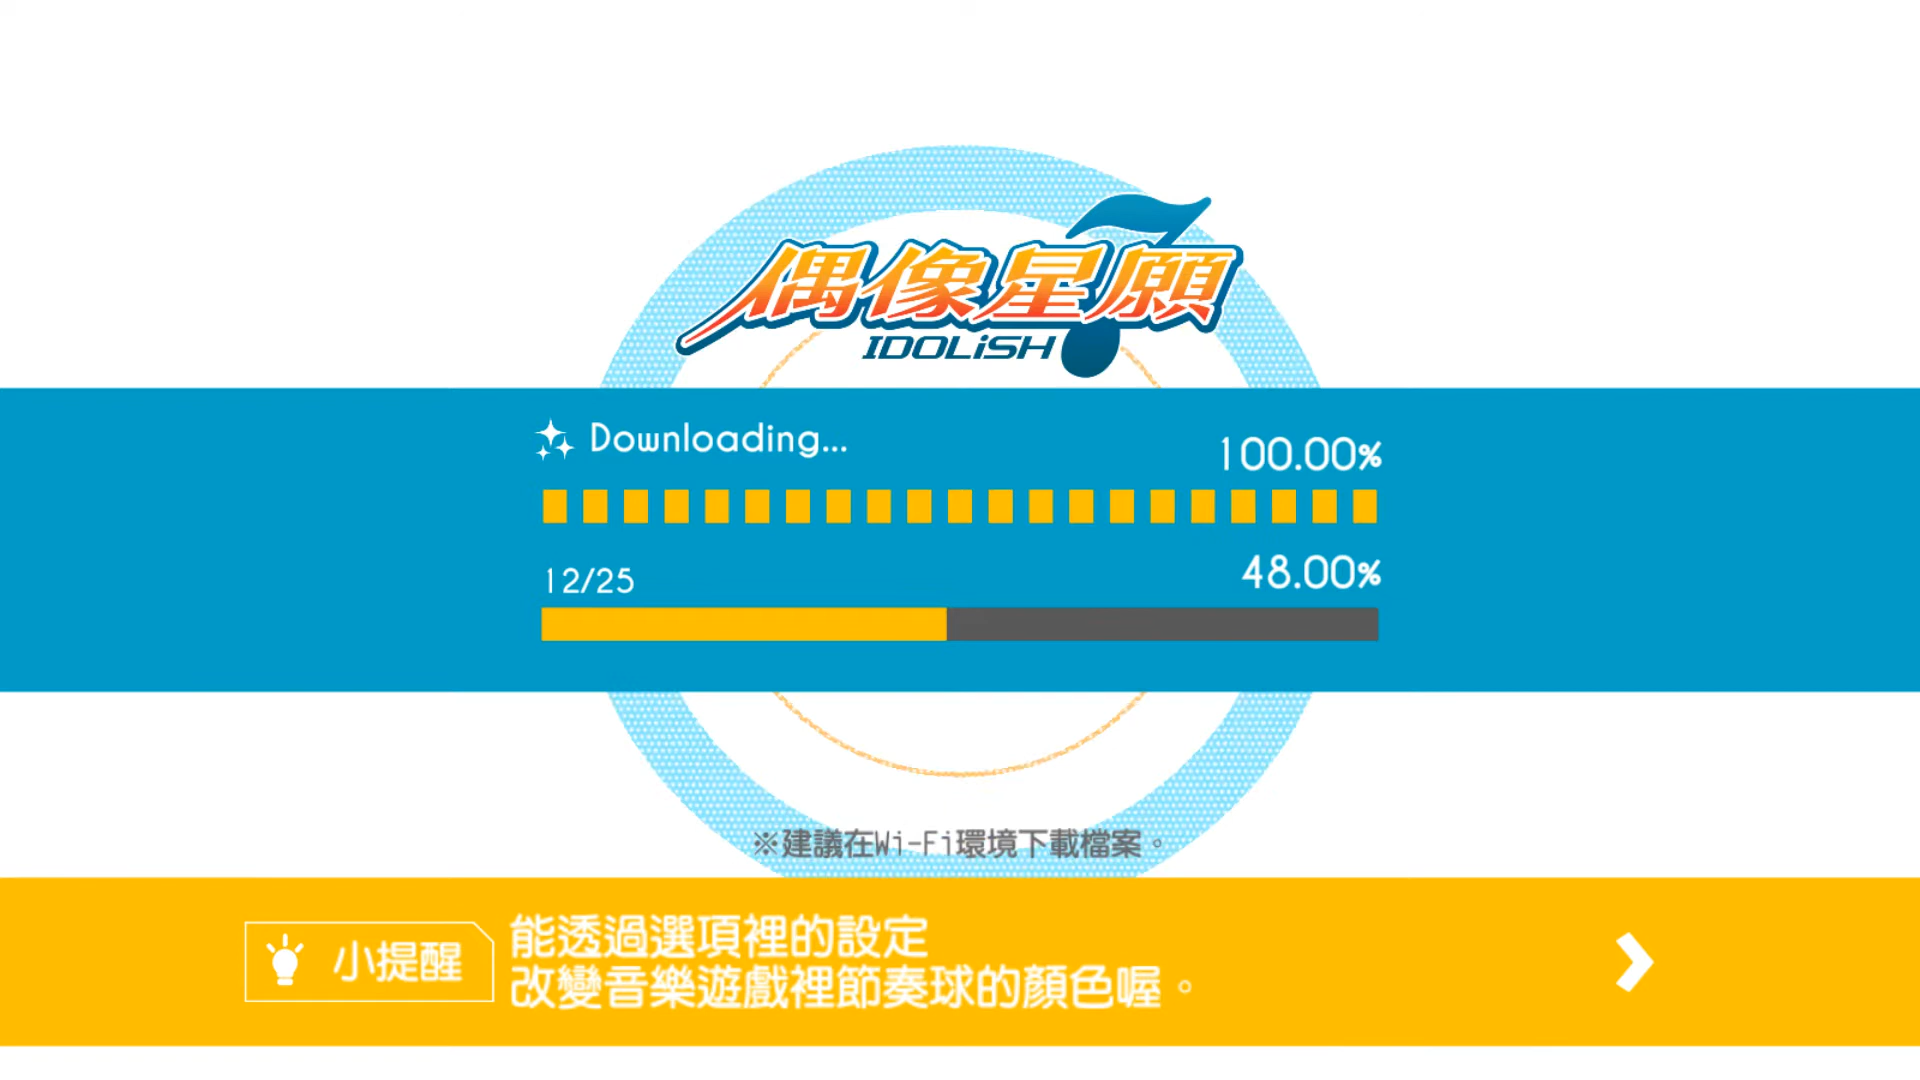 偶像星願
IDOLiSH7
Downloading...
100.00%
12/25
48.00%
※建議在Wi-Fi環境下載檔案。
小提醒
能透過選項裡的設定
改變音樂遊戲裡節奏球的顏色喔。